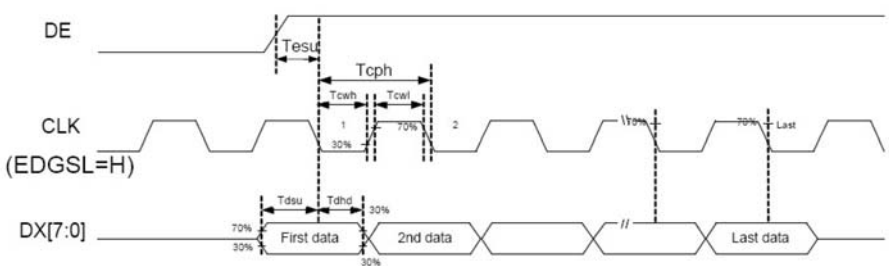 DE
Tesu
Tcph
Tcwh
Tcwl
CLK
(EDGSL=H)
1
30%
70%
2
70%
70%
Last
Tdsu
Tdhd
30%
DX[7:0]
70%
30%
First data
2nd data
//
Last data
30%